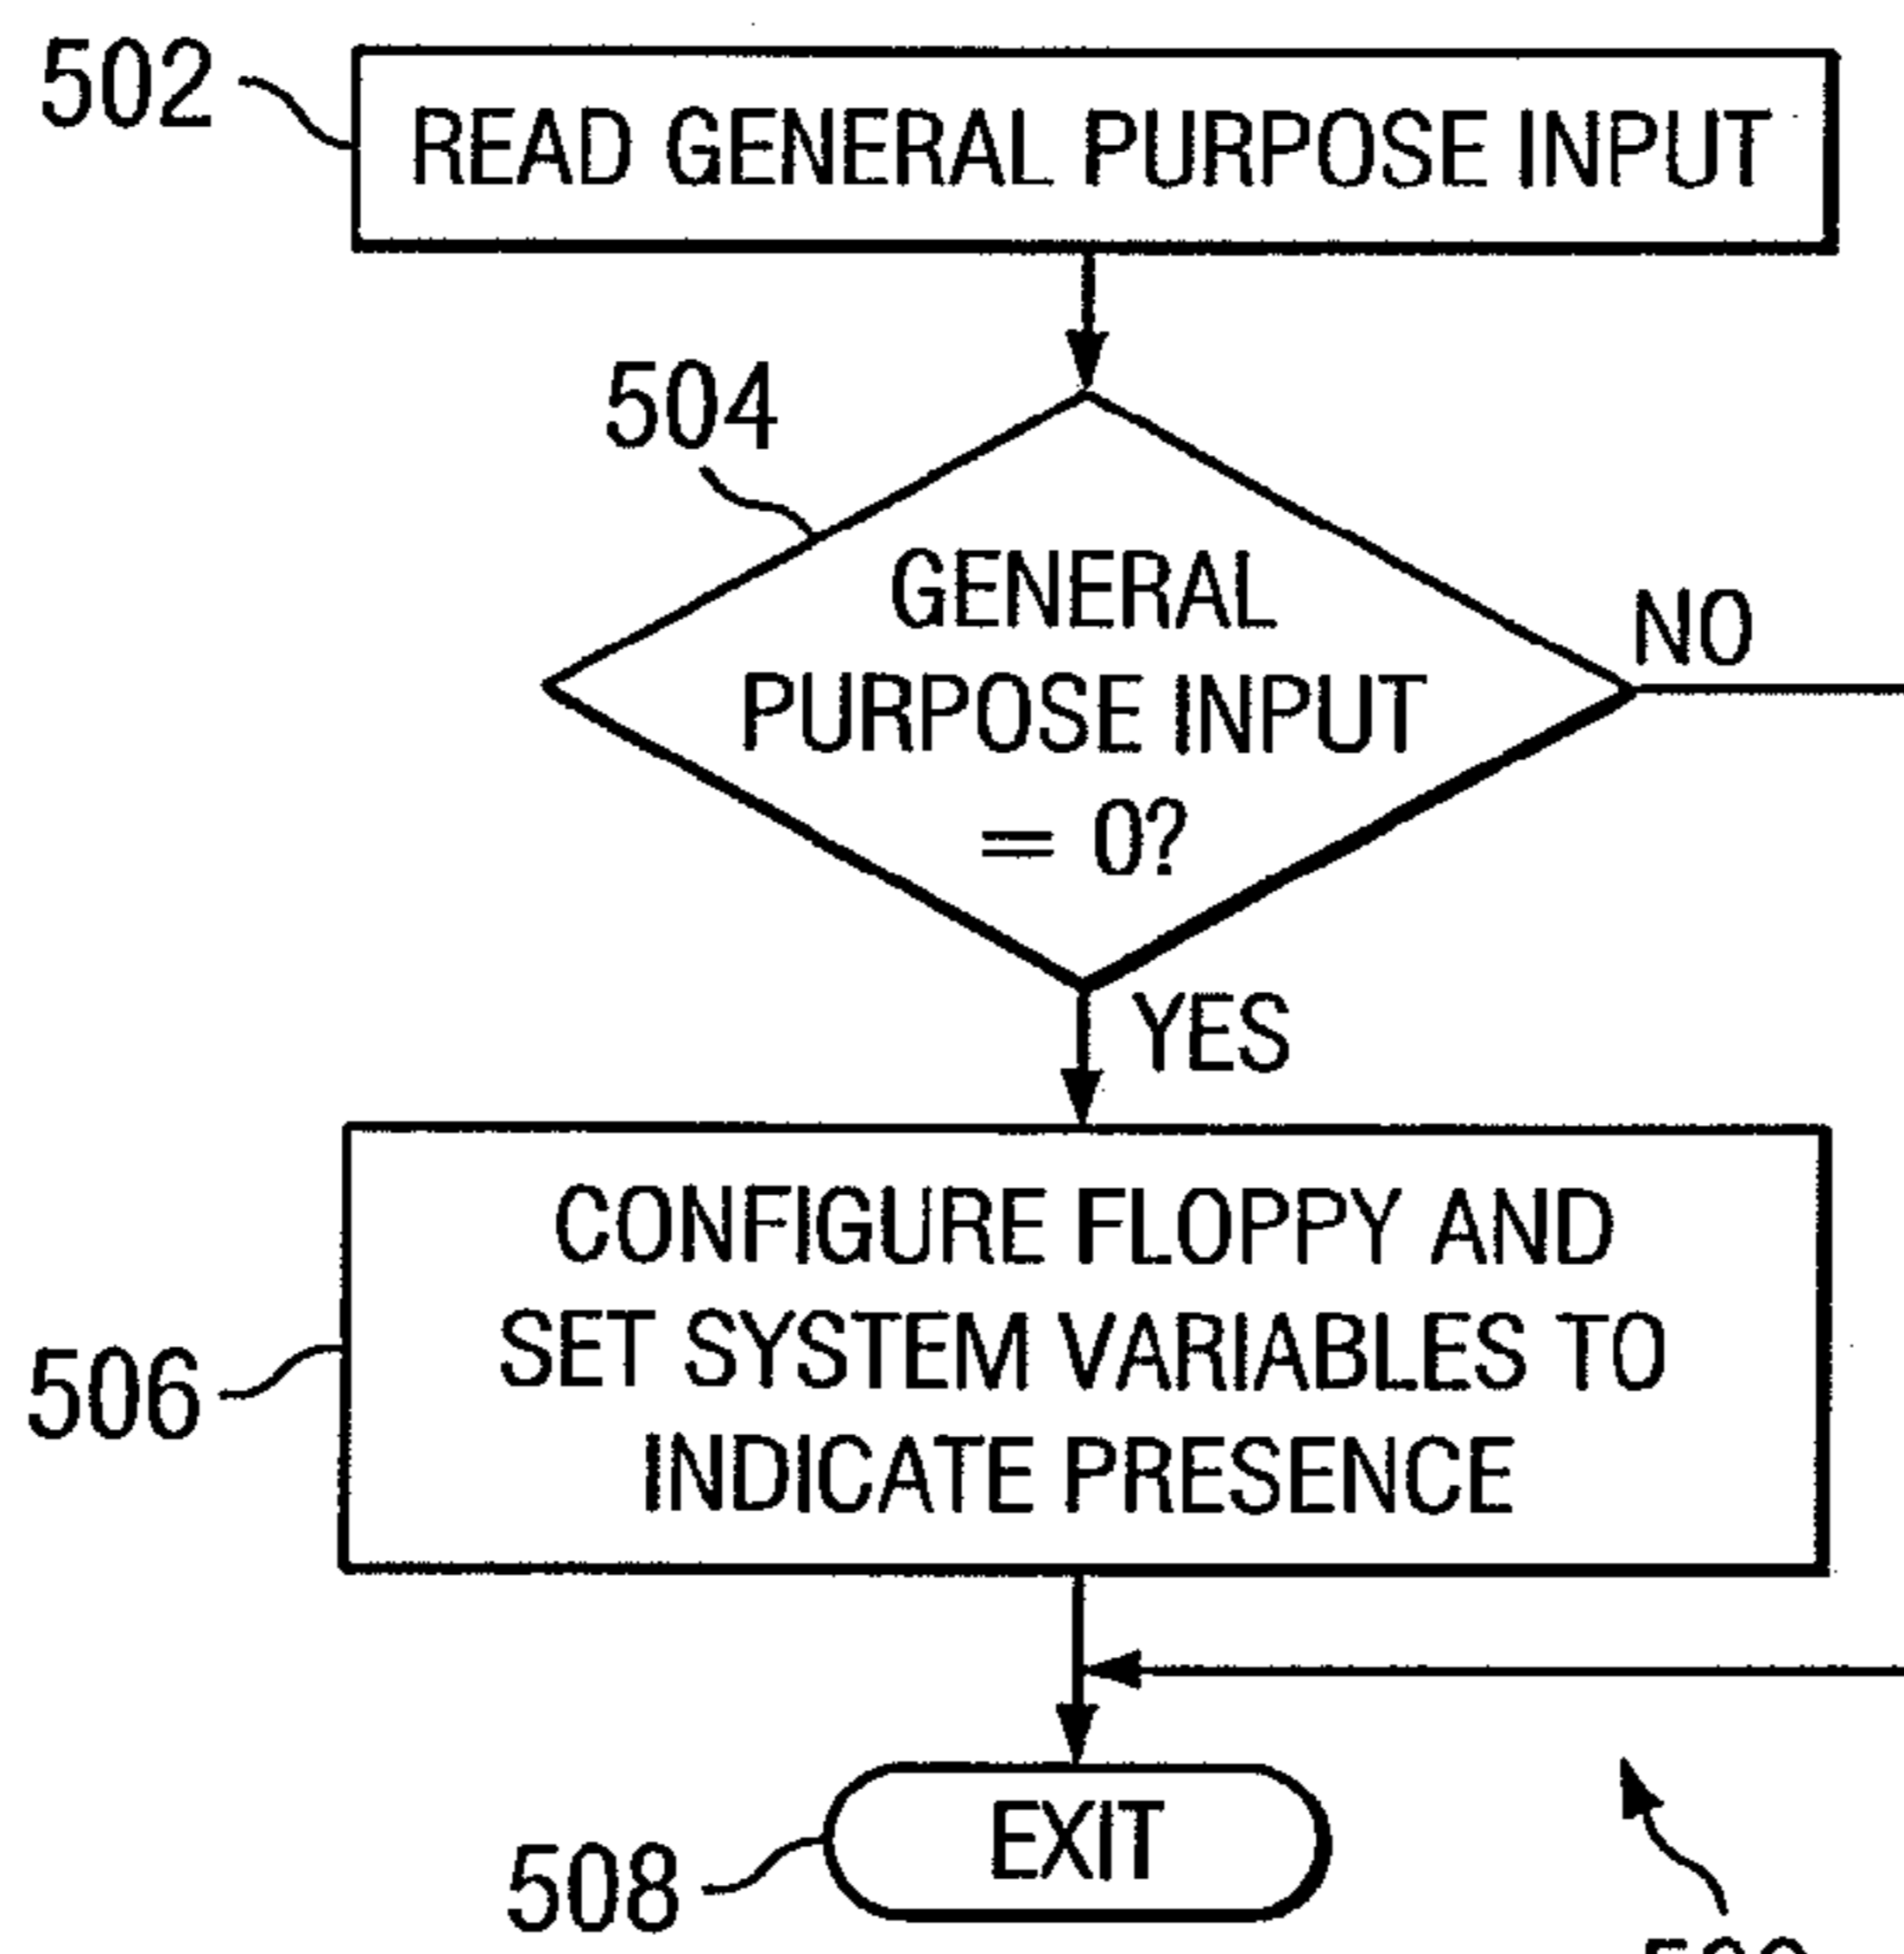 502
READ GENERAL PURPOSE INPUT
504
GENERAL
PURPOSE INPUT
= 0?
NO
YES
CONFIGURE FLOPPY AND
SET SYSTEM VARIABLES TO
INDICATE PRESENCE
506
EXIT
508